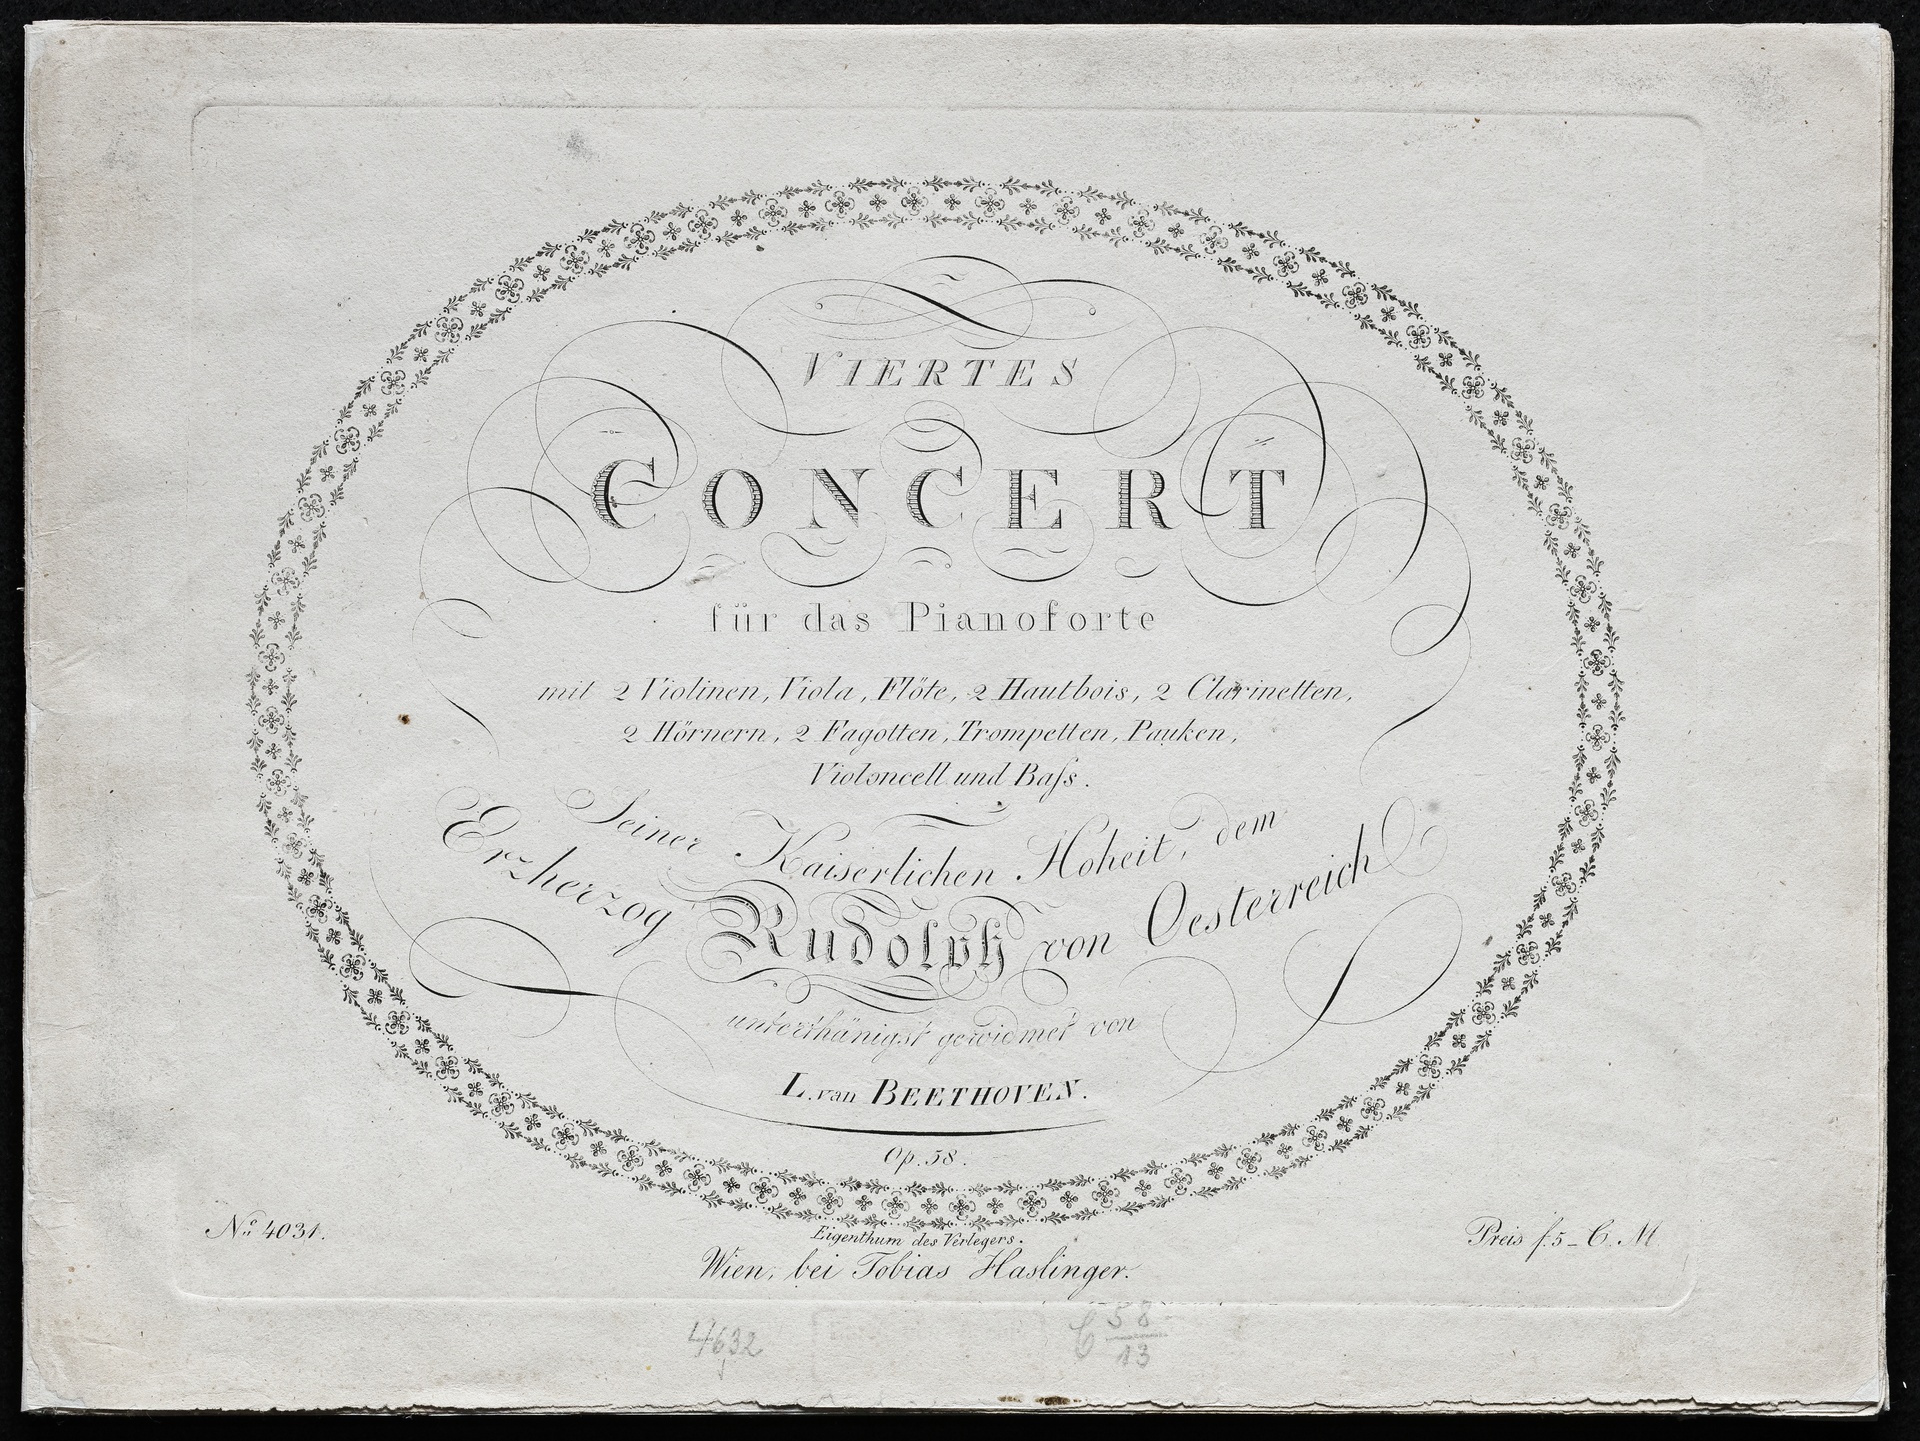 VIERTES
CONCERT
für das Pianoforte
mit 2 Violinen, Viola, Flöte, 2 Hautbois, 2 Clarinetten,
2 Hörnern, 2 Fagotten, Trompetten, Pauken,
Violoncell und Baſs.
Seiner Kaiserlichen Hoheit, dem
Erzherzog Rudolph von Oesterreich
unterthänigst gewidmet von
L. van BEETHOVEN.
Op. 58.
No 4031.
Eigenthum des Verlegers.
Preis f. 5 - C. M
Wien, bei Tobias Haslinger.
58
13